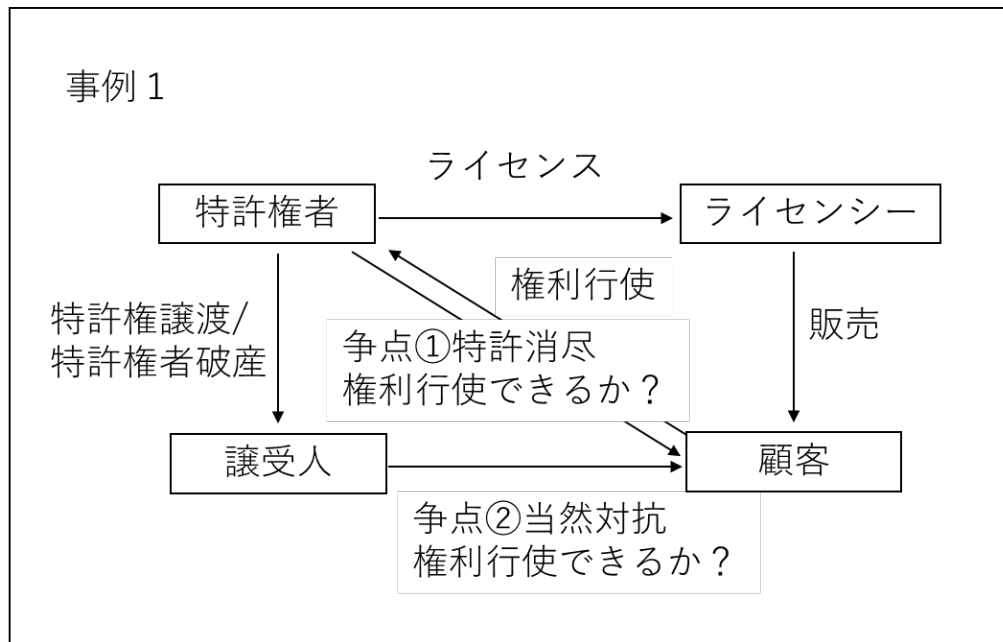 事例1
ライセンス
特許権者
ライセンシー
権利行使
特許権譲渡/
特許権者破産
争点①特許消尽
権利行使できるか？
販売
譲受人
顧客
争点②当然対抗
権利行使できるか？